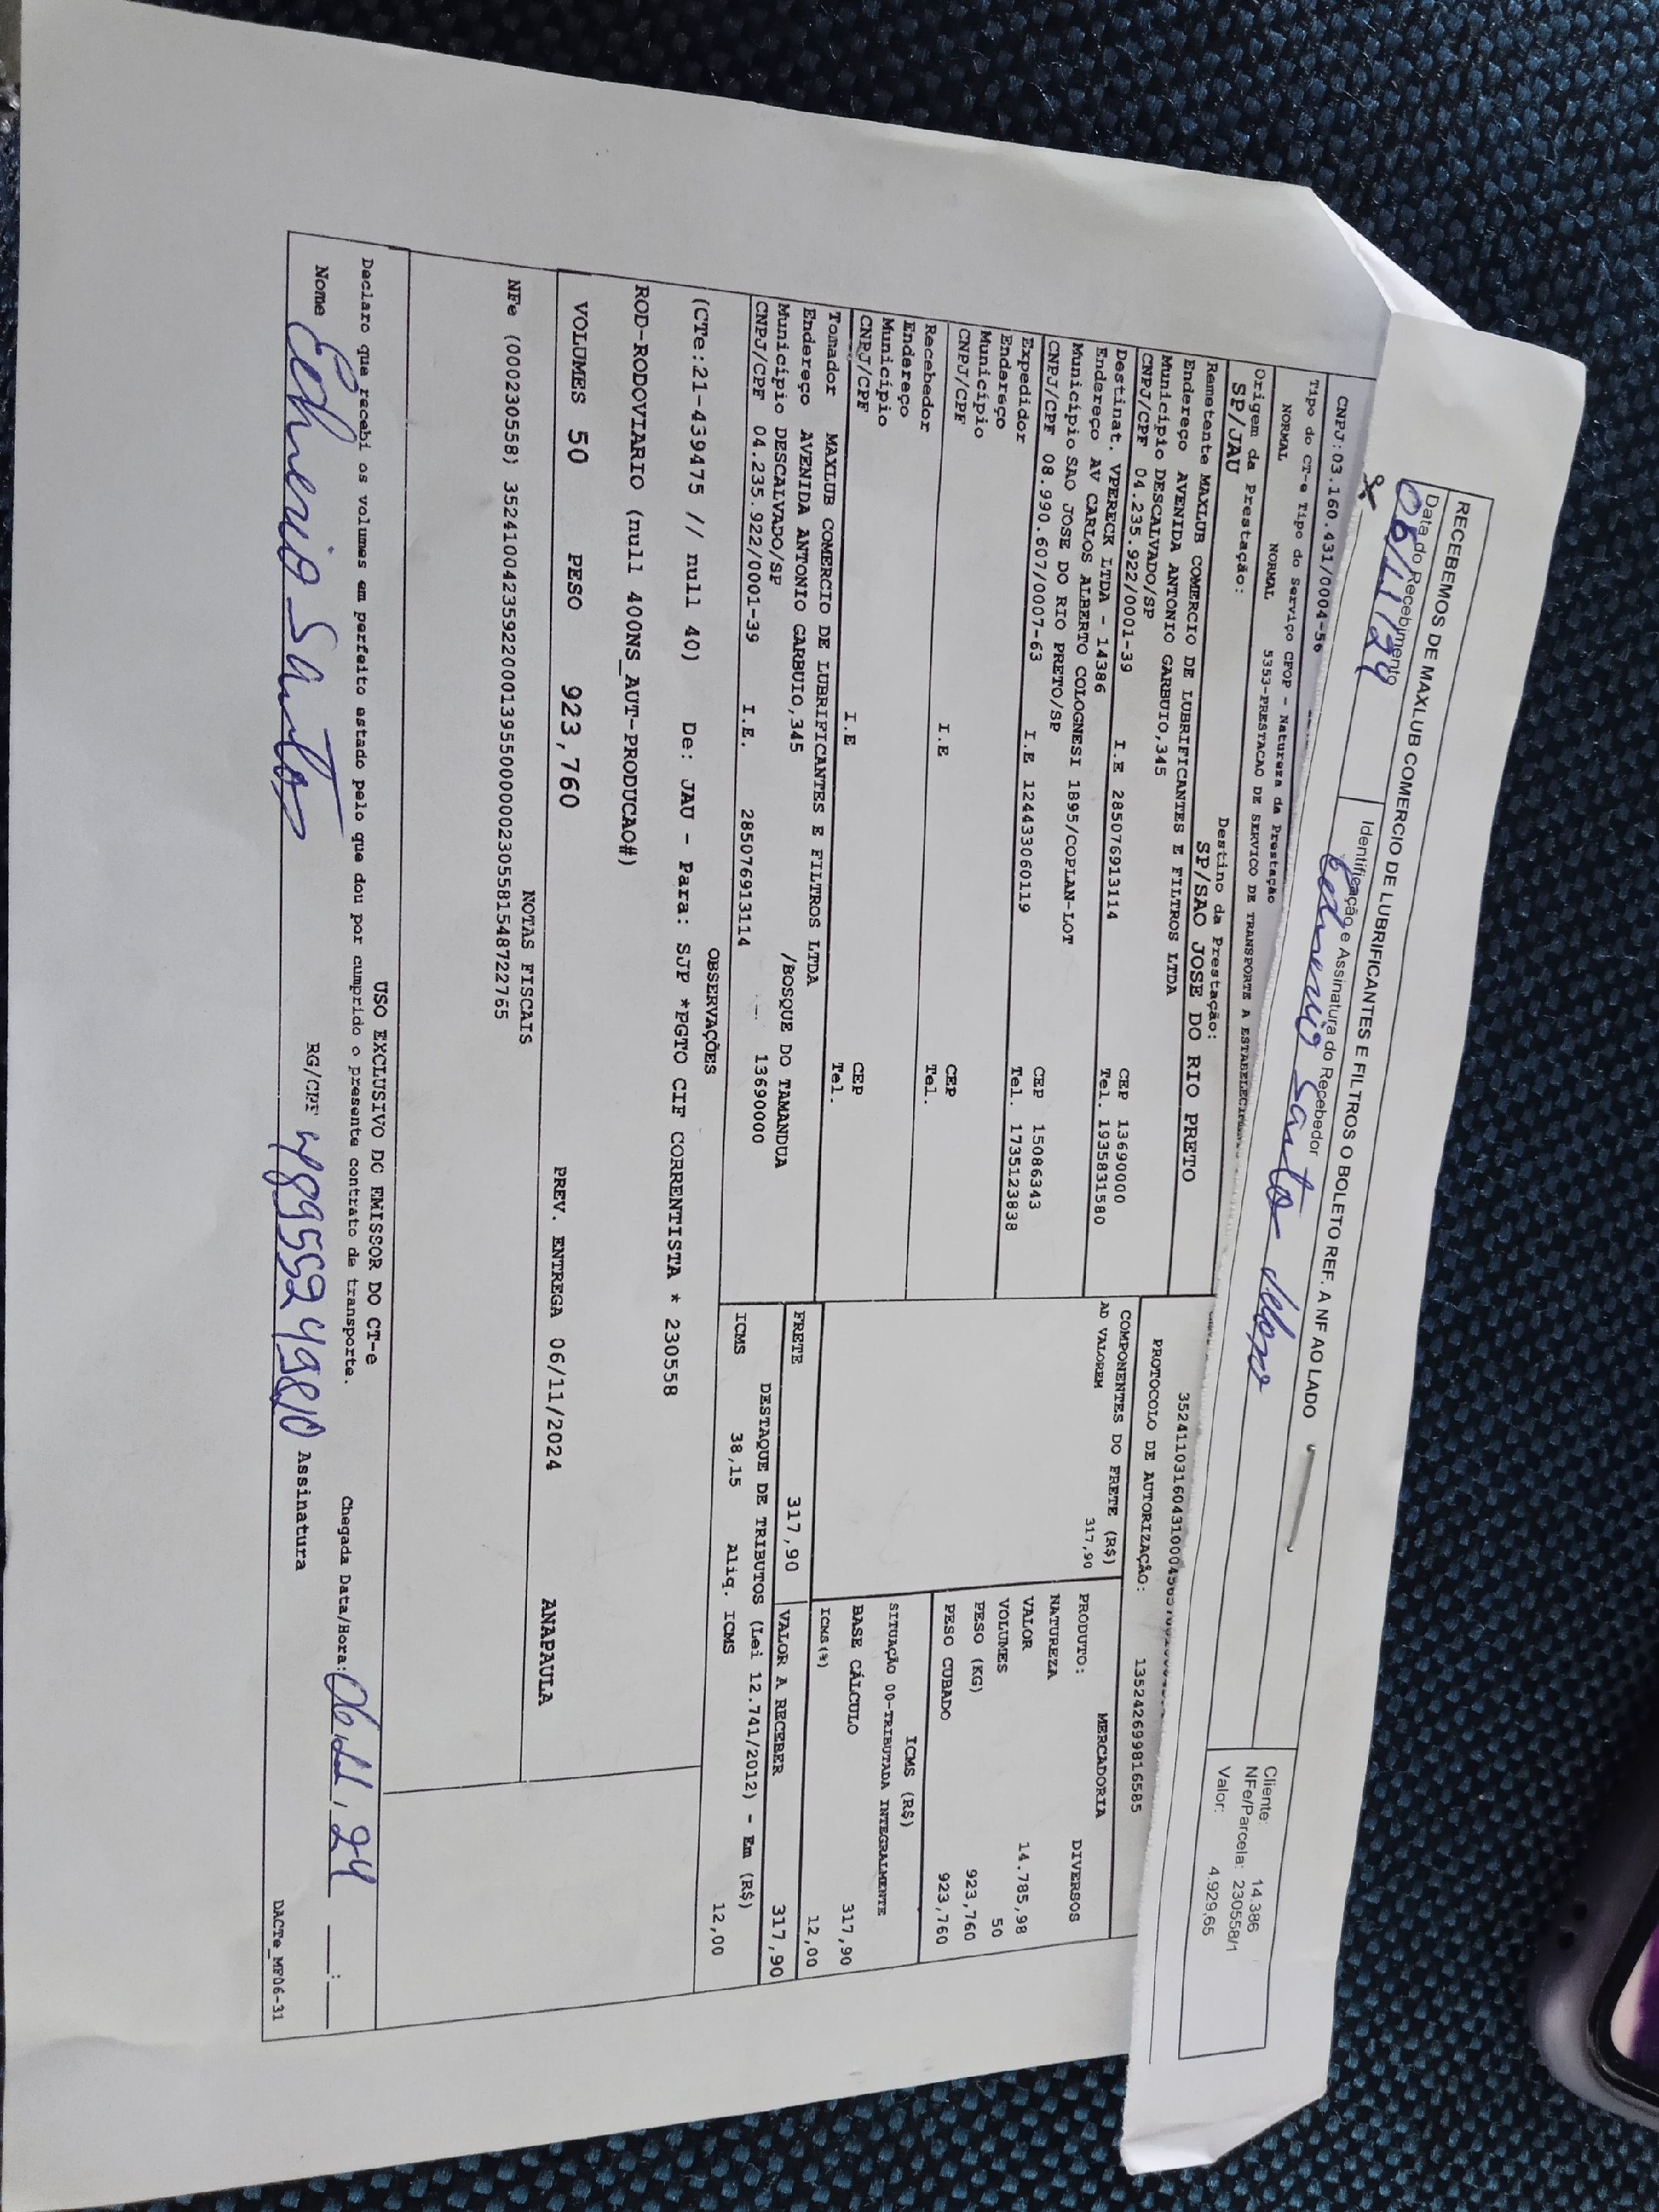 RECEBEMOS DE MAXLUB COMERCIO DE LUBRIFICANTES E FILTROS O BOLETO REF. A NF AO LADO
Data do Recebimento
06/11/24
Identificação e Assinatura do Recebedor
Santos
Cliente: 14.386
NFe/Parcela: 230558/1
Valor: 4.929,65
CNPJ:03.160.431/0004-56
Tipo do CT-e Tipo do Serviço CFOP - Natureza da Prestação
NORMAL NORMAL 5353-PRESTACAO DE SERVICO DE TRANSPORTE A
PROTOCOLO DE AUTORIZAÇÃO: 135242699816585
Origem da Prestação: Destino da Prestação:
SP/JAU SP/SAO JOSE DO RIO PRETO
Remetente MAXLUB COMERCIO DE LUBRIFICANTES E FILTROS LTDA
Endereço AVENIDA ANTONIO GARBUIO,345
Município DESCALVADO/SP CEP 13690000
CNPJ/CPF 04.235.922/0001-39 I.E 285076913114 Tel. 1935831580
Destinat. VPERECK LTDA - 14386
Endereço AV CARLOS ALBERTO COLOGNESI 1895/COPLAN-LOT
Município SAO JOSE DO RIO PRETO/SP CEP 15086343
CNPJ/CPF 08.990.607/0007-63 I.E 124433060119 Tel. 1735123838
Expedidor
Endereço
Município CEP
CNPJ/CPF I.E Tel.
Recebedor
Endereço
Município CEP
CNPJ/CPF I.E Tel.
Tomador MAXLUB COMERCIO DE LUBRIFICANTES E FILTROS LTDA
Endereço AVENIDA ANTONIO GARBUIO,345 /BOSQUE DO TAMANDUA
Município DESCALVADO/SP
CNPJ/CPF 04.235.922/0001-39 I.E. 285076913114 13690000
COMPONENTES DO FRETE (R$)
AD VALOREM 317,90
MERCADORIA
PRODUTO: DIVERSOS
NATUREZA
VALOR 14.785,98
VOLUMES 50
PESO (KG) 923,760
PESO CUBADO 923,760
ICMS (R$)
SITUAÇÃO 00-TRIBUTADA INTEGRALMENTE
BASE CÁLCULO 317,90
ICMS(%) 12,00
FRETE 317,90 VALOR A RECEBER 317,90
DESTAQUE DE TRIBUTOS (Lei 12.741/2012) - Em (R$)
ICMS 38,15 Aliq. ICMS 12,00
OBSERVAÇÕES
(CTe:21-439475 // null 40) De: JAU - Para: SJP *PGTO CIF CORRENTISTA * 230558
ROD-RODOVIARIO (null 400NS_AUT-PRODUCAO#)
VOLUMES 50 PESO 923,760 PREV. ENTREGA 06/11/2024 ANAPAULA
NOTAS FISCAIS
NFe (000230558) 35241004235922000139550000002305581548722765
USO EXCLUSIVO DO EMISSOR DO CT-e
Declaro que recebi os volumes em perfeito estado pelo que dou por cumprido o presente contrato de transporte. Chegada Data/Hora: 06,11,24 __:__
Nome Santos RG/CPF Assinatura
DACTe_MF06-31